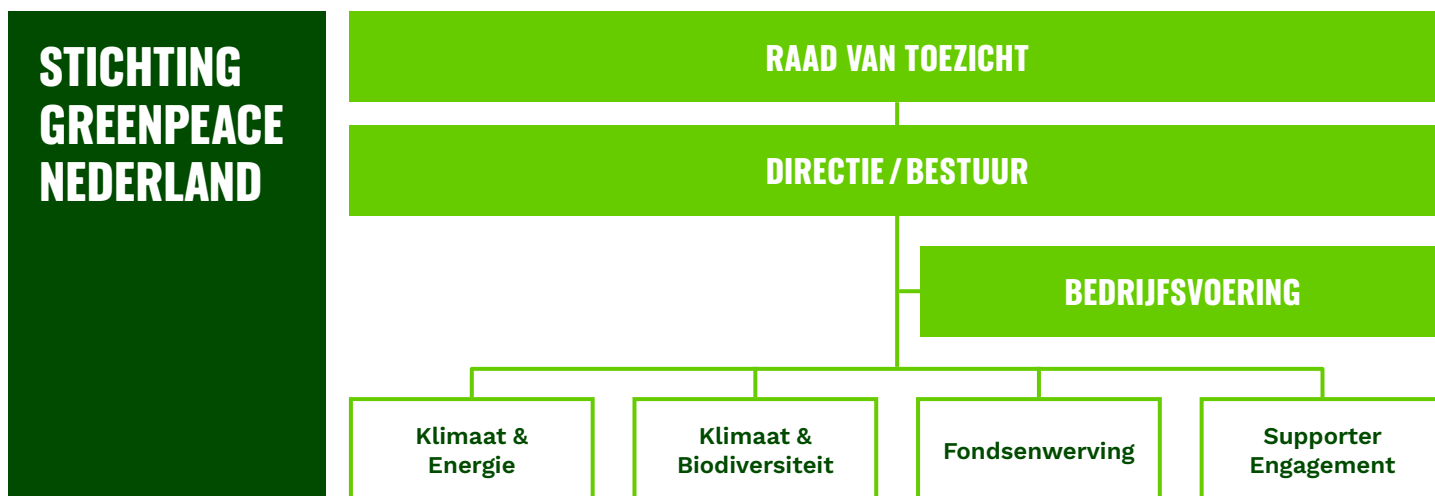 STICHTING
GREENPEACE
NEDERLAND
RAAD VAN TOEZICHT
DIRECTIE / BESTUUR
BEDRIJFSVOERING
Klimaat &
Energie
Klimaat &
Biodiversiteit
Fondsenwerving
Supporter
Engagement